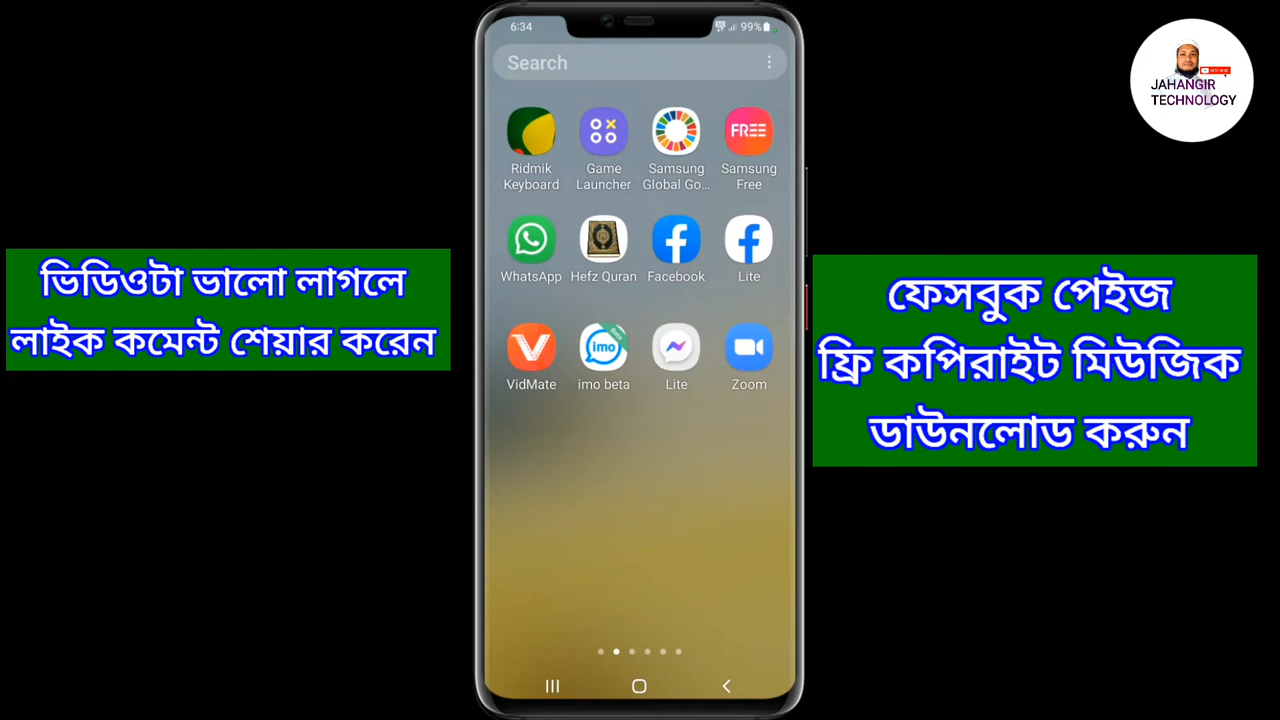 6:34
99%
Search
JAHANGIR
TECHNOLOGY
FREE
Ridmik
Keyboard
Game
Launcher
Samsung
Global Go...
Samsung
Free
WhatsApp
Hefz Quran
Facebook
Lite
imo
VidMate
imo beta
Lite
Zoom
ভিডিওটা ভালো লাগলে
লাইক কমেন্ট শেয়ার করেন
ফেসবুক পেইজ
ফ্রি কপিরাইট মিউজিক
ডাউনলোড করুন